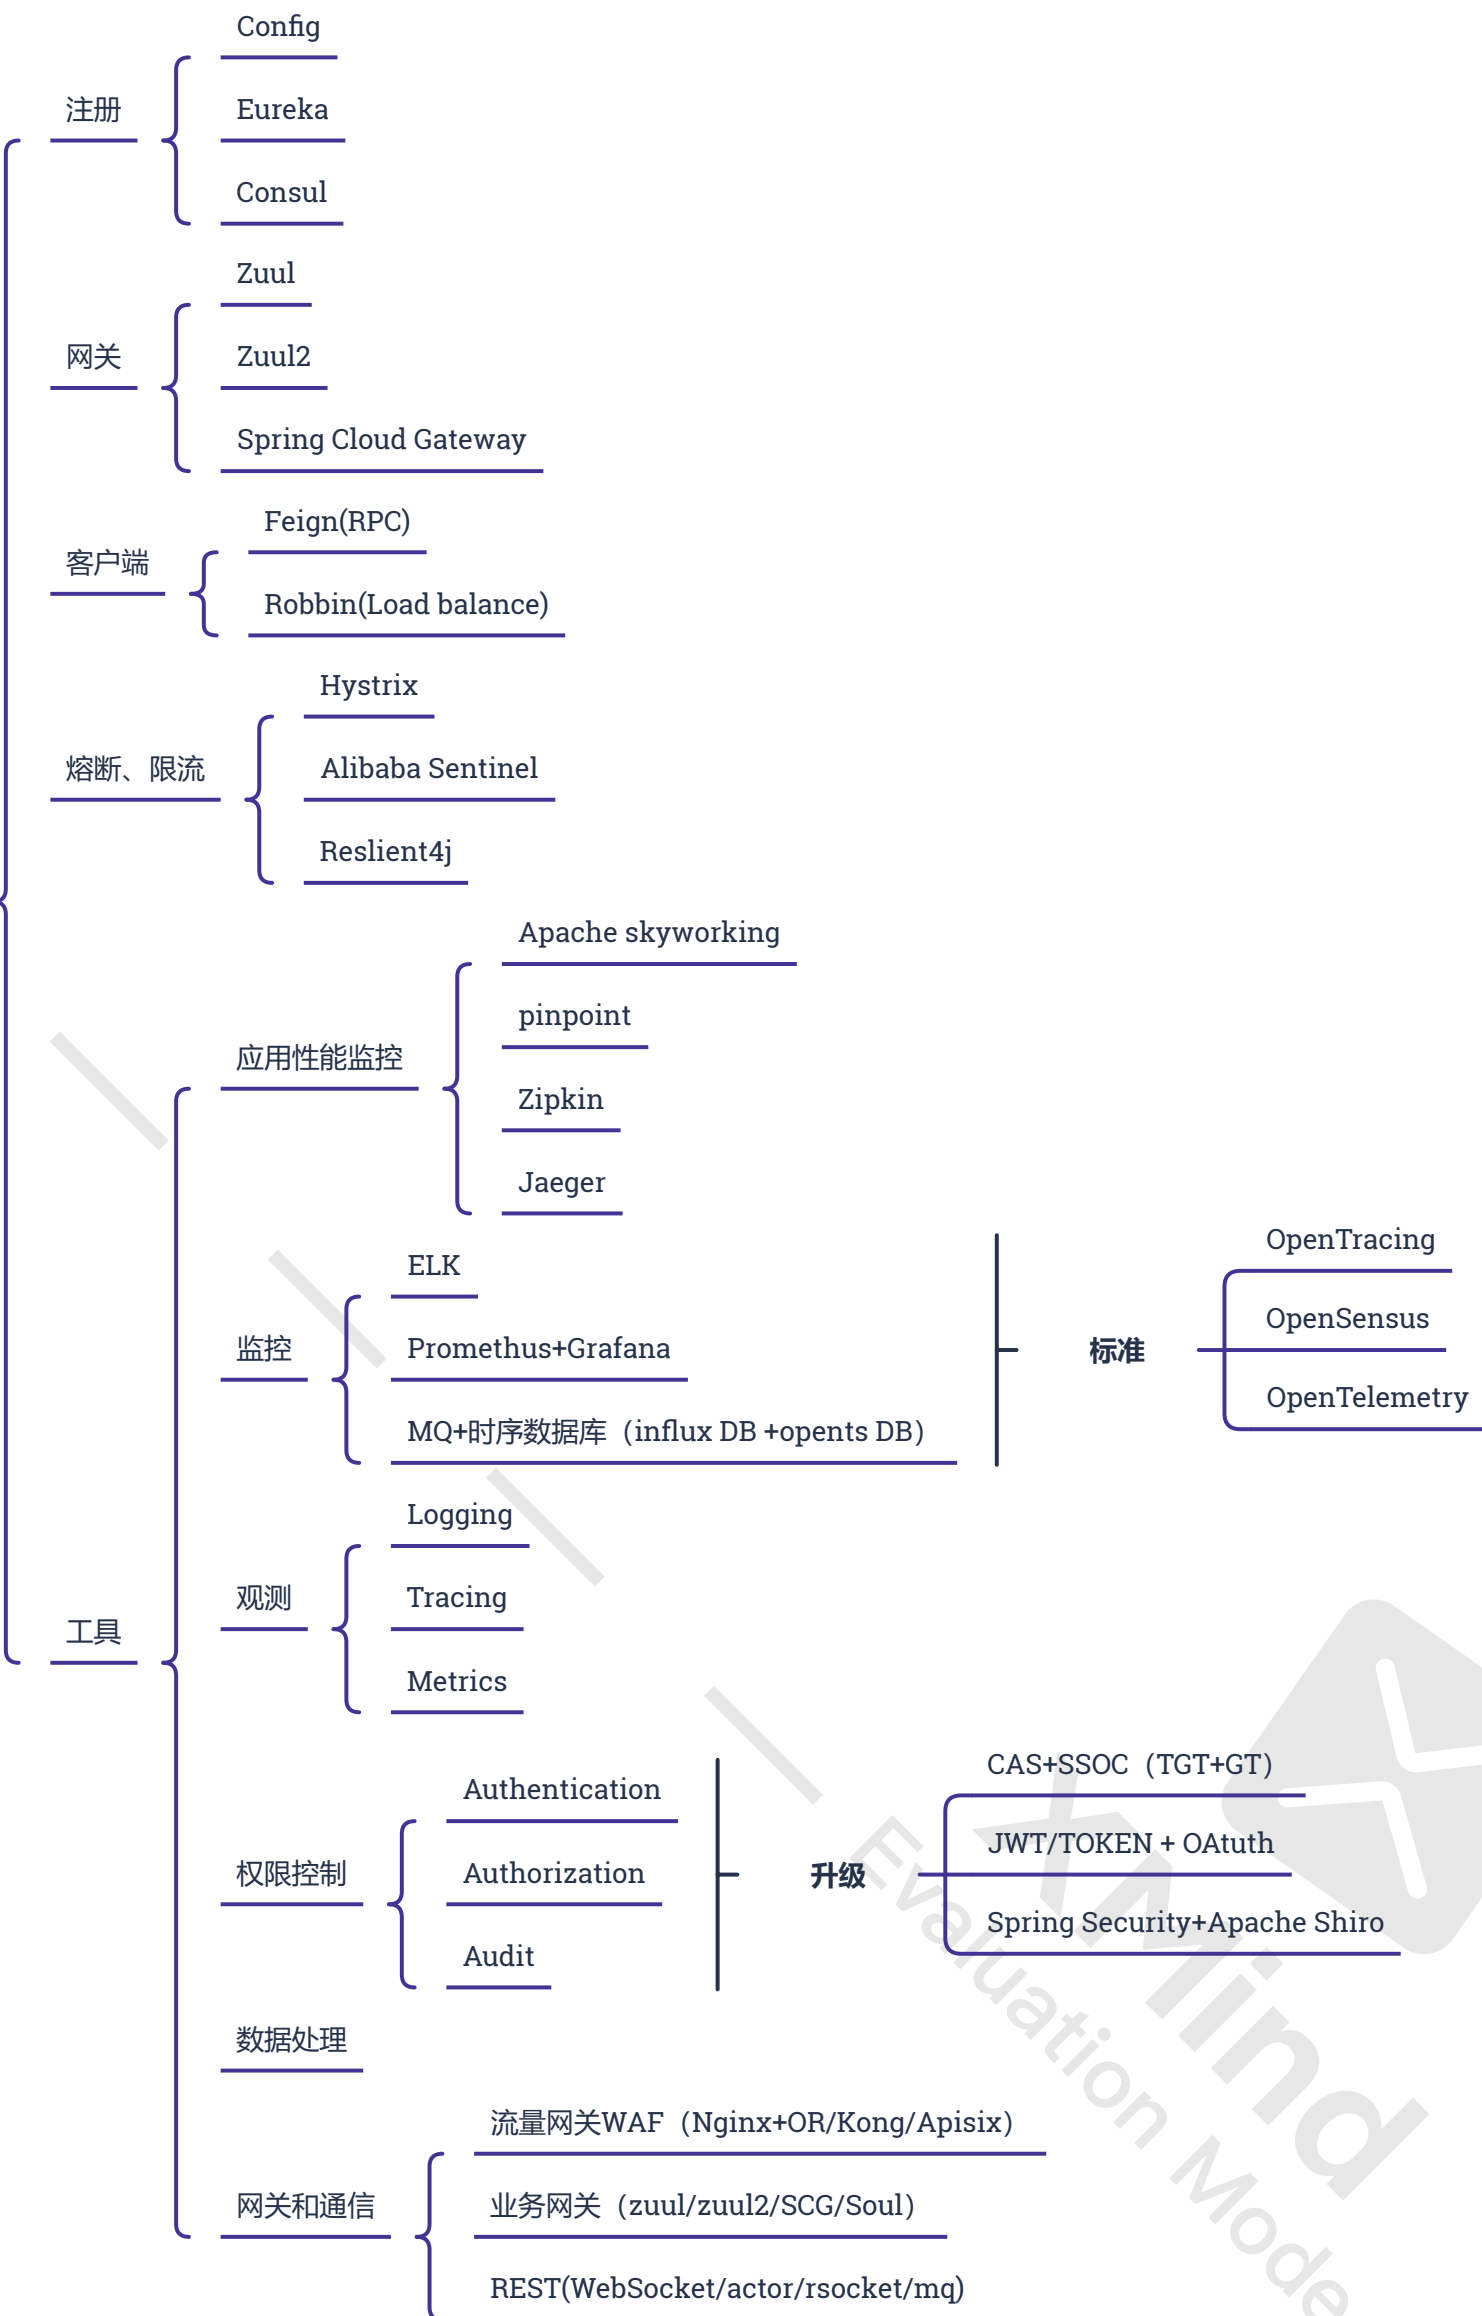 注册
Config
Eureka
Consul
网关
Zuul
Zuul2
Spring Cloud Gateway
客户端
Feign(RPC)
Robbin(Load balance)
熔断、限流
Hystrix
Alibaba Sentinel
Reslient4j
工具
应用性能监控
Apache skyworking
pinpoint
Zipkin
Jaeger
监控
ELK
Promethus+Grafana
MQ+时序数据库（influx DB +opents DB）
标准
OpenTracing
OpenSensus
OpenTelemetry
观测
Logging
Tracing
Metrics
权限控制
Authentication
Authorization
Audit
升级
CAS+SSOC（TGT+GT）
JWT/TOKEN + OAtuth
Spring Security+Apache Shiro
数据处理
网关和通信
流量网关WAF（Nginx+OR/Kong/Apisix）
业务网关（zuul/zuul2/SCG/Soul）
REST(WebSocket/actor/rsocket/mq)
XMind
Evaluation Mode